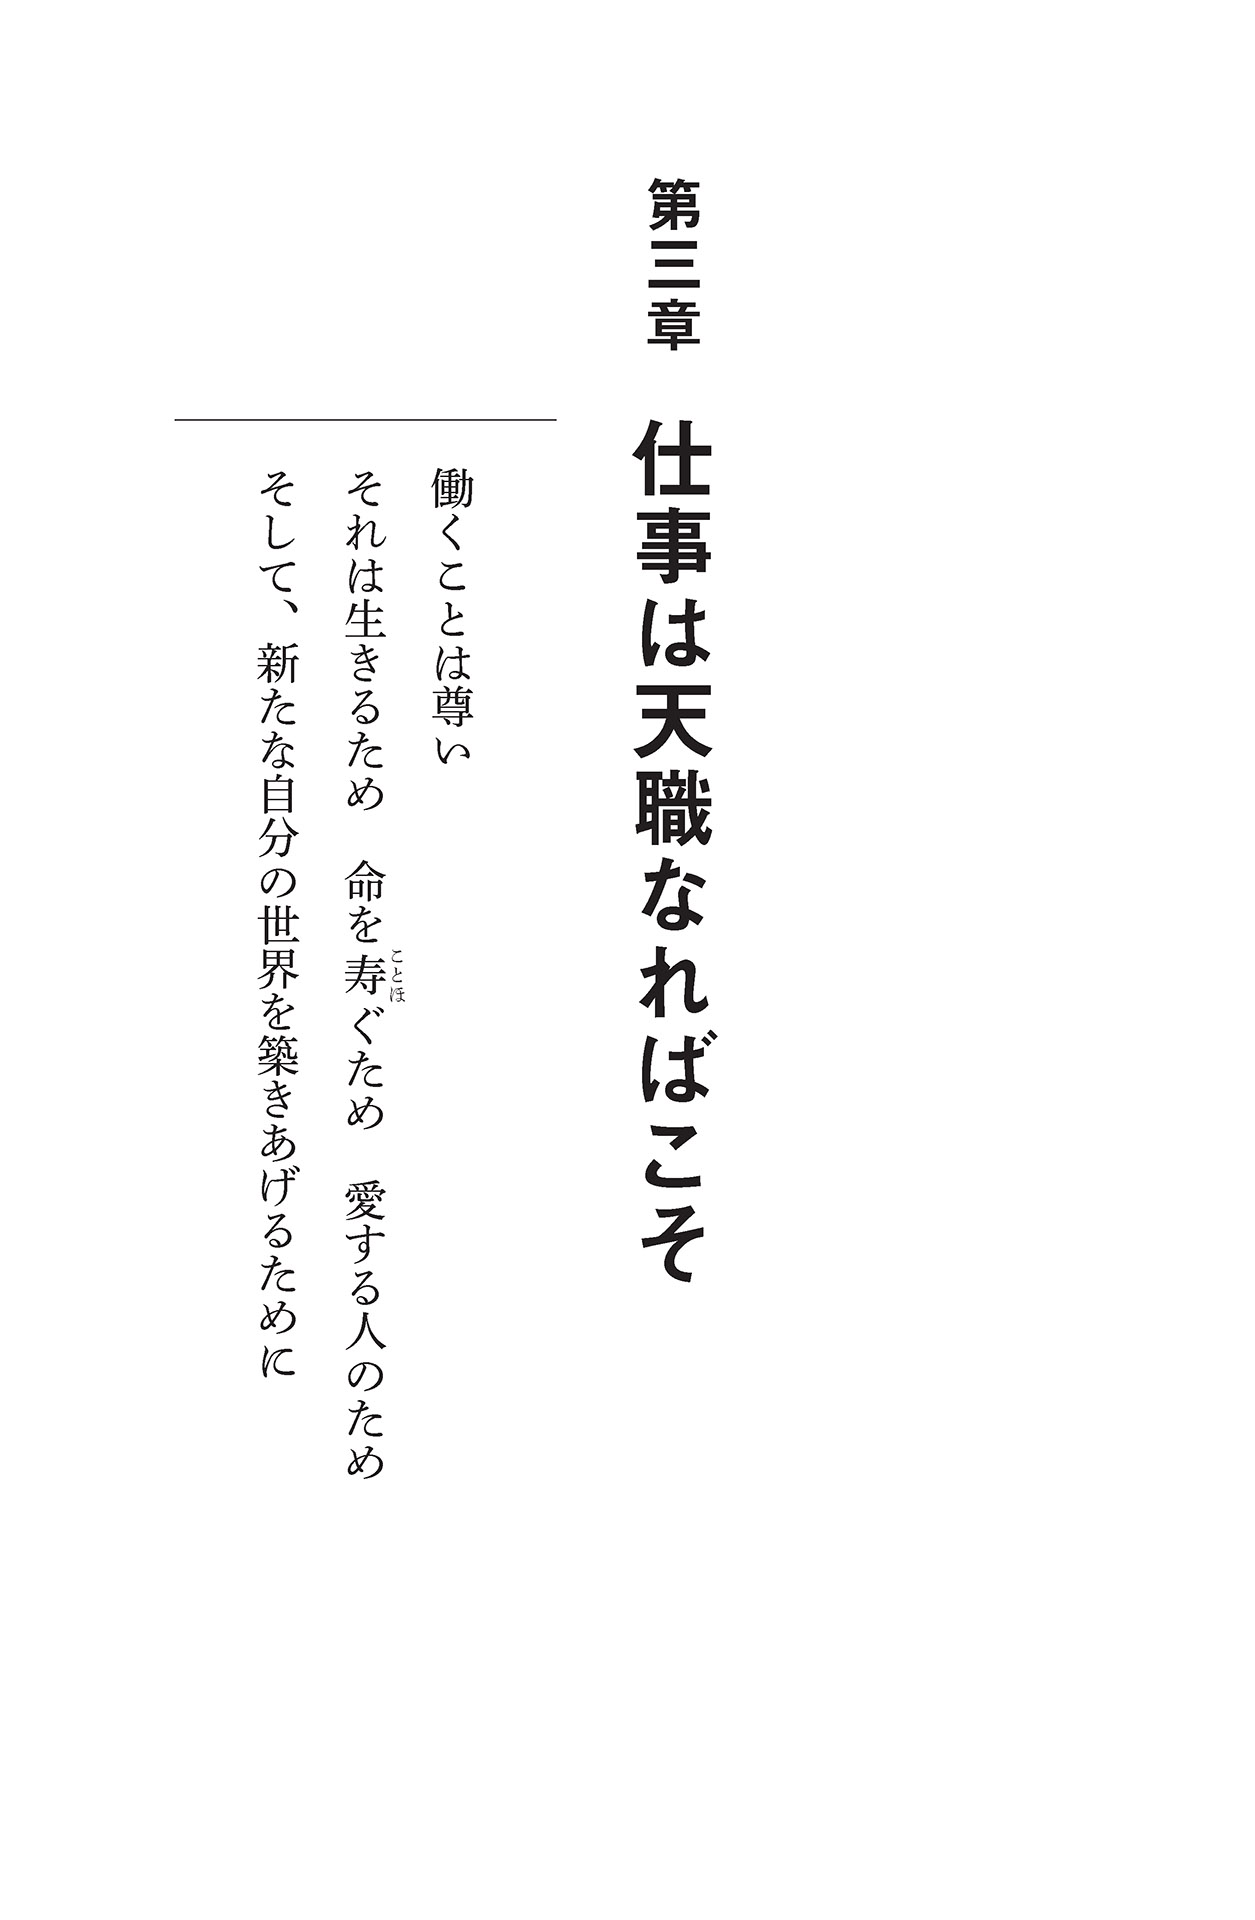 第三章　仕事は天職なればこそ
働くことは尊い
それは生きるため　命を寿ことほぐため　愛する人のため
そして、新たな自分の世界を築きあげるために